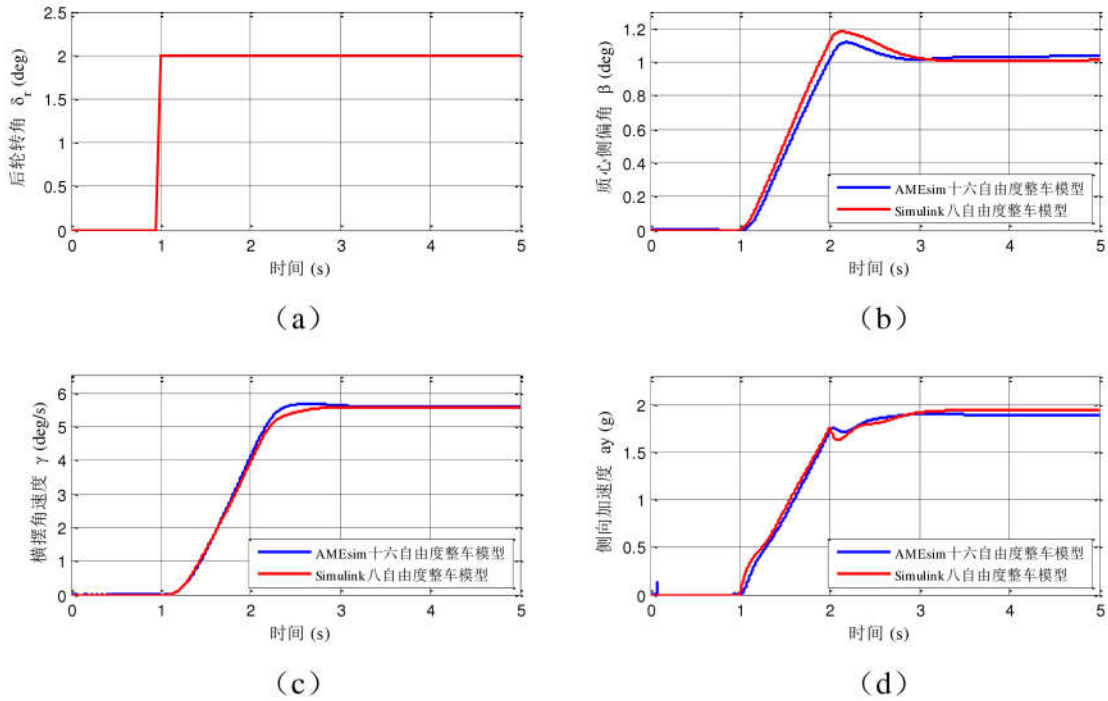 2.5
2
1.5
1
0.5
0
0 1 2 3 4 5
后轮转角 δr (deg)
时间 (s)
(a)
1.2
1
0.8
0.6
0.4
0.2
0
0 1 2 3 4 5
质心侧偏角 β (deg)
AMEsim十六自由度整车模型
Simulink八自由度整车模型
时间 (s)
(b)
6
5
4
3
2
1
0
0 1 2 3 4 5
横摆角速度 γ (deg/s)
AMEsim十六自由度整车模型
Simulink八自由度整车模型
时间 (s)
(c)
2
1.5
1
0.5
0
0 1 2 3 4 5
侧向加速度 ay (g)
AMEsim十六自由度整车模型
Simulink八自由度整车模型
时间 (s)
(d)